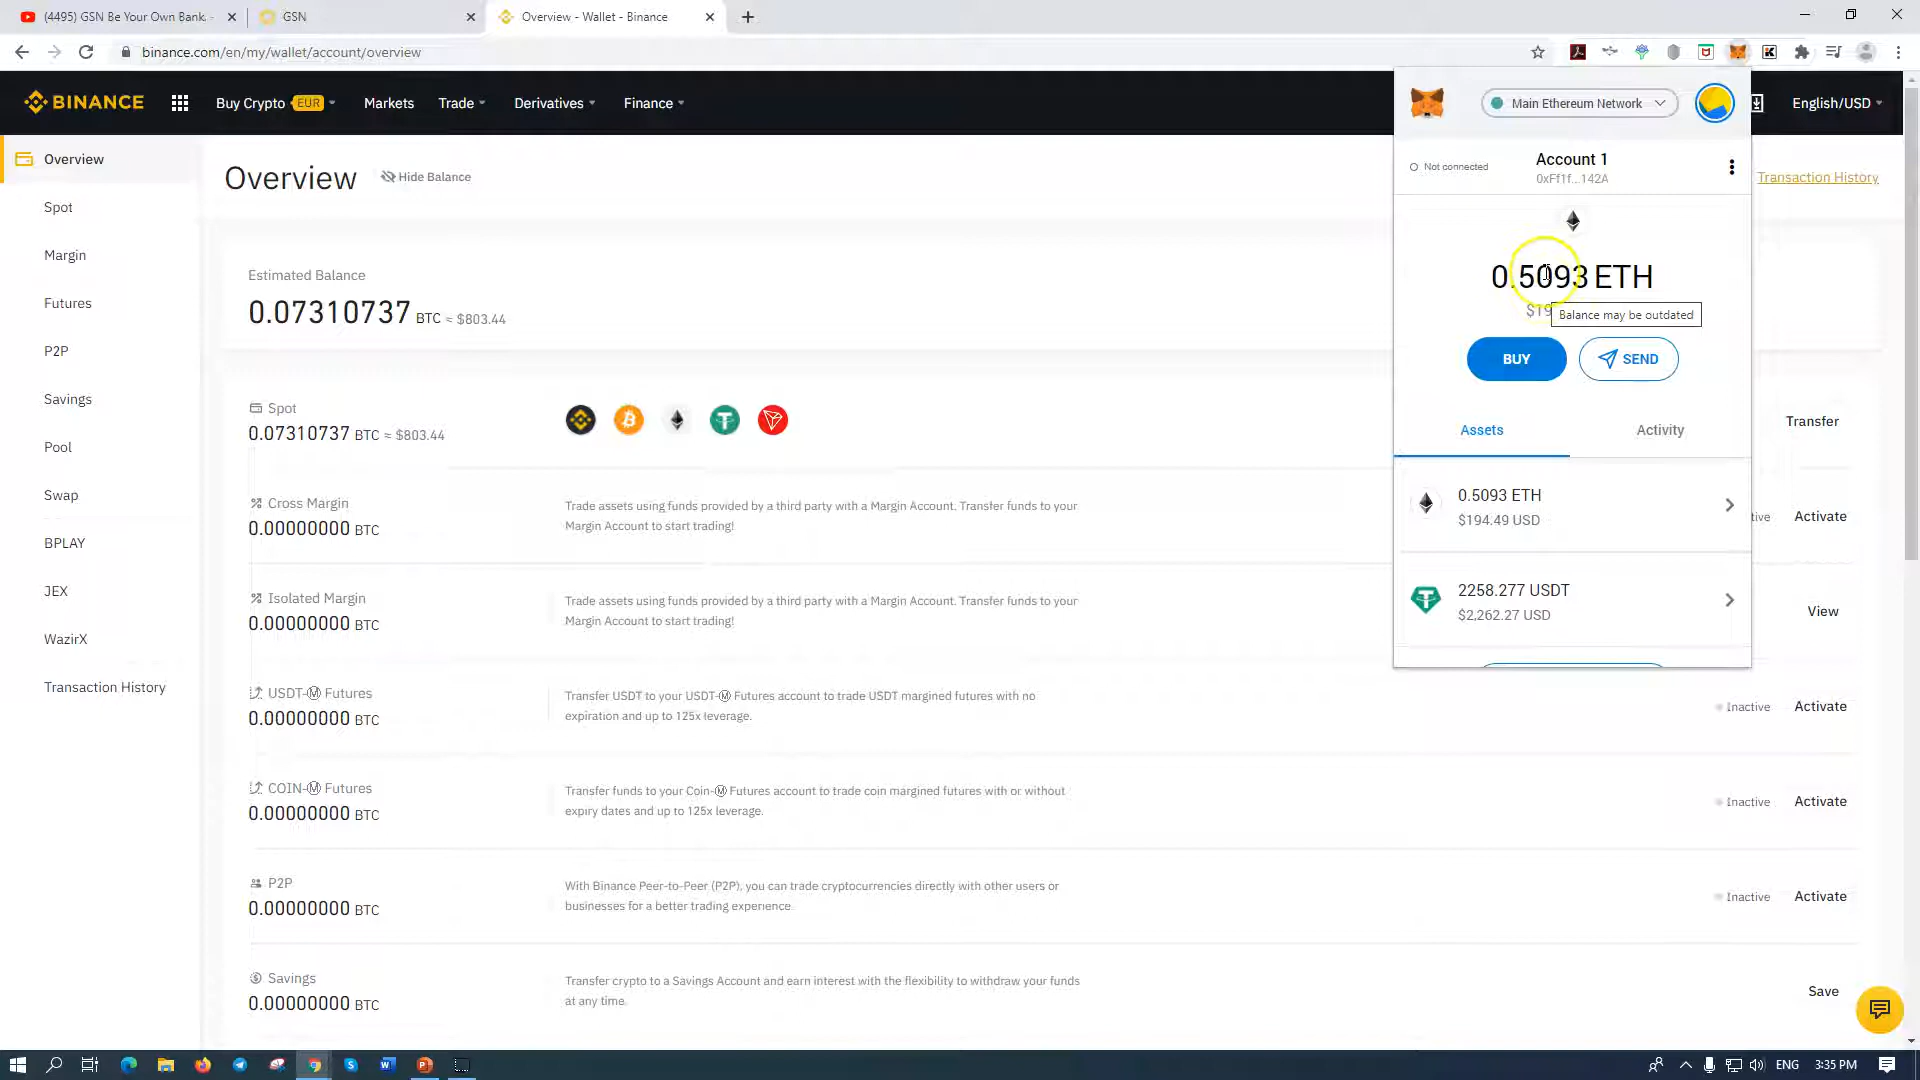 (4495) GSN Be Your Own Bank. -
GSN
Overview - Wallet - Binance
binance.com/en/my/wallet/account/overview
BINANCE
Buy Crypto EUR
Markets
Trade
Derivatives
Finance
English/USD
Main Ethereum Network
Overview
Spot
Margin
Futures
P2P
Savings
Pool
Swap
BPLAY
JEX
WazirX
Transaction History
Overview
Hide Balance
Transaction History
Estimated Balance
0.07310737 BTC ≈ $803.44
Spot
0.07310737 BTC ≈ $803.44
Transfer
Cross Margin
0.00000000 BTC
Trade assets using funds provided by a third party with a Margin Account. Transfer funds to your
Margin Account to start trading!
tive
Activate
Isolated Margin
0.00000000 BTC
Trade assets using funds provided by a third party with a Margin Account. Transfer funds to your
Margin Account to start trading!
View
USDT-Ⓜ Futures
0.00000000 BTC
Transfer USDT to your USDT-Ⓜ Futures account to trade USDT margined futures with no
expiration and up to 125x leverage.
Inactive
Activate
COIN-Ⓜ Futures
0.00000000 BTC
Transfer funds to your Coin-Ⓜ Futures account to trade coin margined futures with or without
expiry dates and up to 125x leverage.
Inactive
Activate
P2P
0.00000000 BTC
With Binance Peer-to-Peer (P2P), you can trade cryptocurrencies directly with other users or
businesses for a better trading experience.
Inactive
Activate
Savings
0.00000000 BTC
Transfer crypto to a Savings Account and earn interest with the flexibility to withdraw your funds
at any time.
Save
Not connected
Account 1
0xFf1f...142A
0.5093 ETH
$19
Balance may be outdated
BUY
SEND
Assets
Activity
0.5093 ETH
$194.49 USD
2258.277 USDT
$2,262.27 USD
ENG
3:35 PM